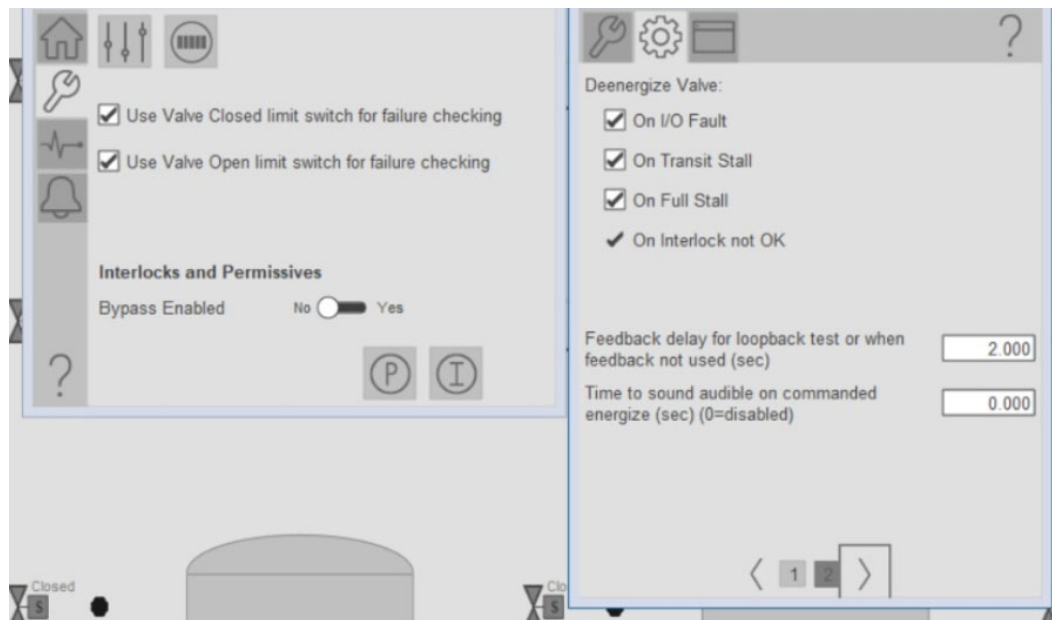 Use Valve Closed limit switch for failure checking
Use Valve Open limit switch for failure checking
Interlocks and Permissives
Bypass Enabled No Yes
?
P I
Closed
S
?
Deenergize Valve:
On I/O Fault
On Transit Stall
On Full Stall
On Interlock not OK
Feedback delay for loopback test or when
feedback not used (sec)
2.000
Time to sound audible on commanded
energize (sec) (0=disabled)
0.000
1 2
Clo
S